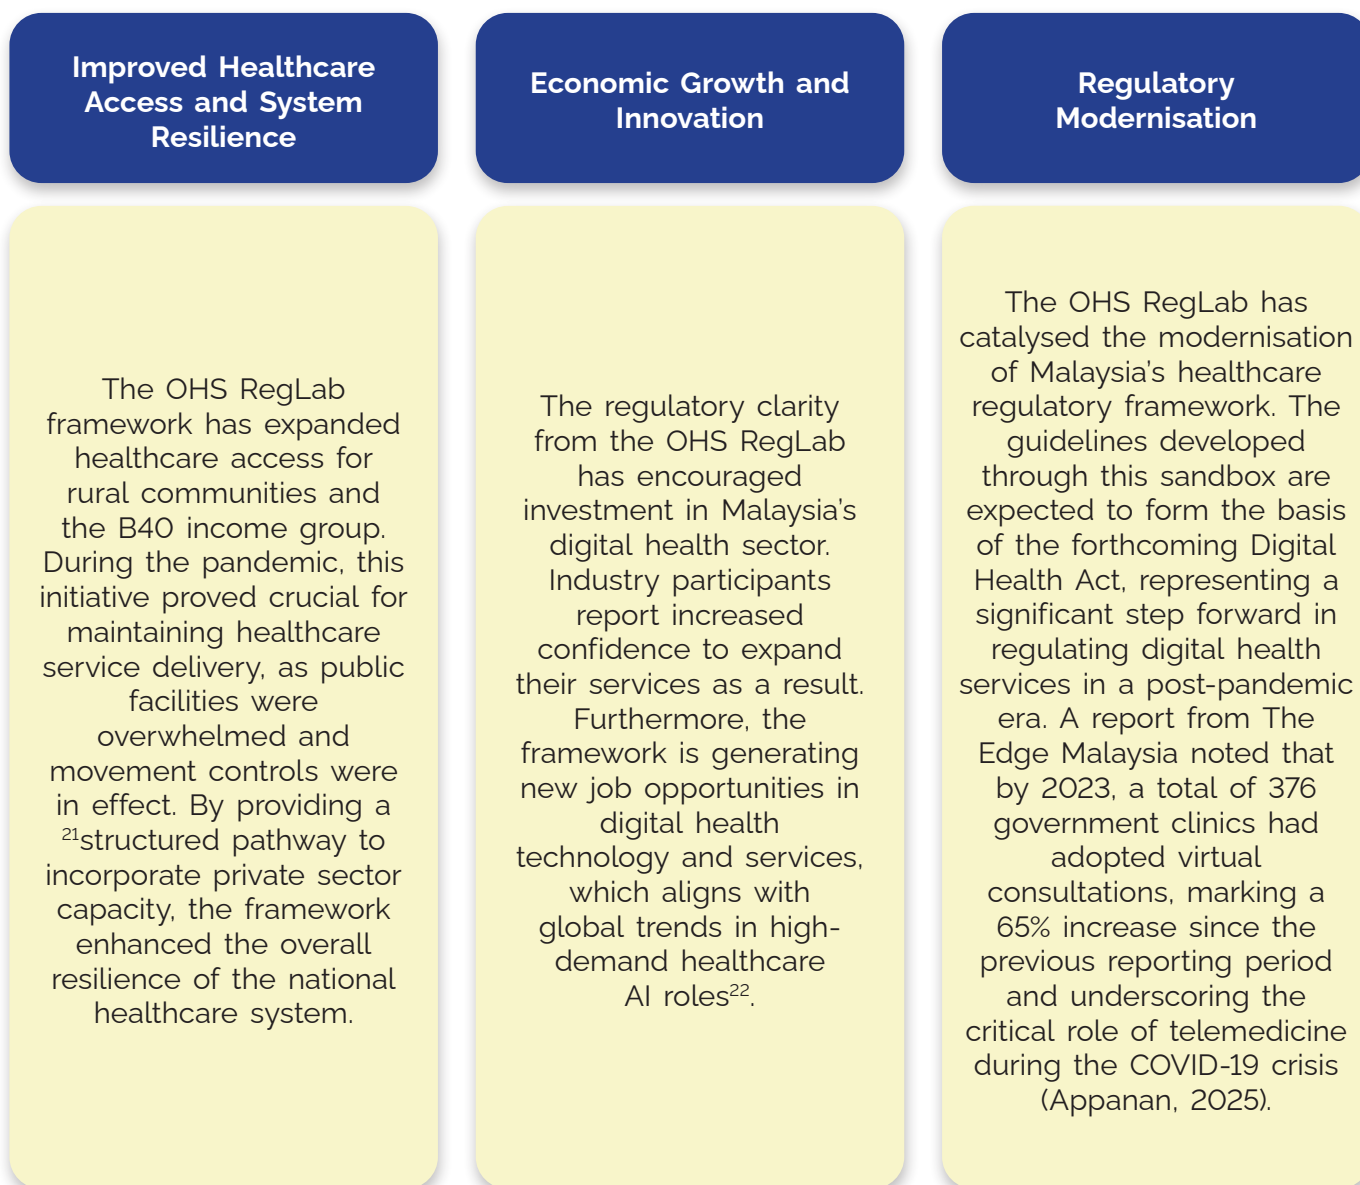 Improved Healthcare
Access and System
Resilience
The OHS RegLab
framework has expanded
healthcare access for
rural communities and
the B40 income group.
During the pandemic, this
initiative proved crucial for
maintaining healthcare
service delivery, as public
facilities were
overwhelmed and
movement controls were
in effect. By providing a
²¹structured pathway to
incorporate private sector
capacity, the framework
enhanced the overall
resilience of the national
healthcare system.
Economic Growth and
Innovation
The regulatory clarity
from the OHS RegLab
has encouraged
investment in Malaysia's
digital health sector.
Industry participants
report increased
confidence to expand
their services as a result.
Furthermore, the
framework is generating
new job opportunities in
digital health
technology and services,
which aligns with
global trends in high-
demand healthcare
AI roles²².
Regulatory
Modernisation
The OHS RegLab has
catalysed the modernisation
of Malaysia's healthcare
regulatory framework. The
guidelines developed
through this sandbox are
expected to form the basis
of the forthcoming Digital
Health Act, representing a
significant step forward in
regulating digital health
services in a post-pandemic
era. A report from The
Edge Malaysia noted that
by 2023, a total of 376
government clinics had
adopted virtual
consultations, marking a
65% increase since the
previous reporting period
and underscoring the
critical role of telemedicine
during the COVID-19 crisis
(Appanan, 2025).